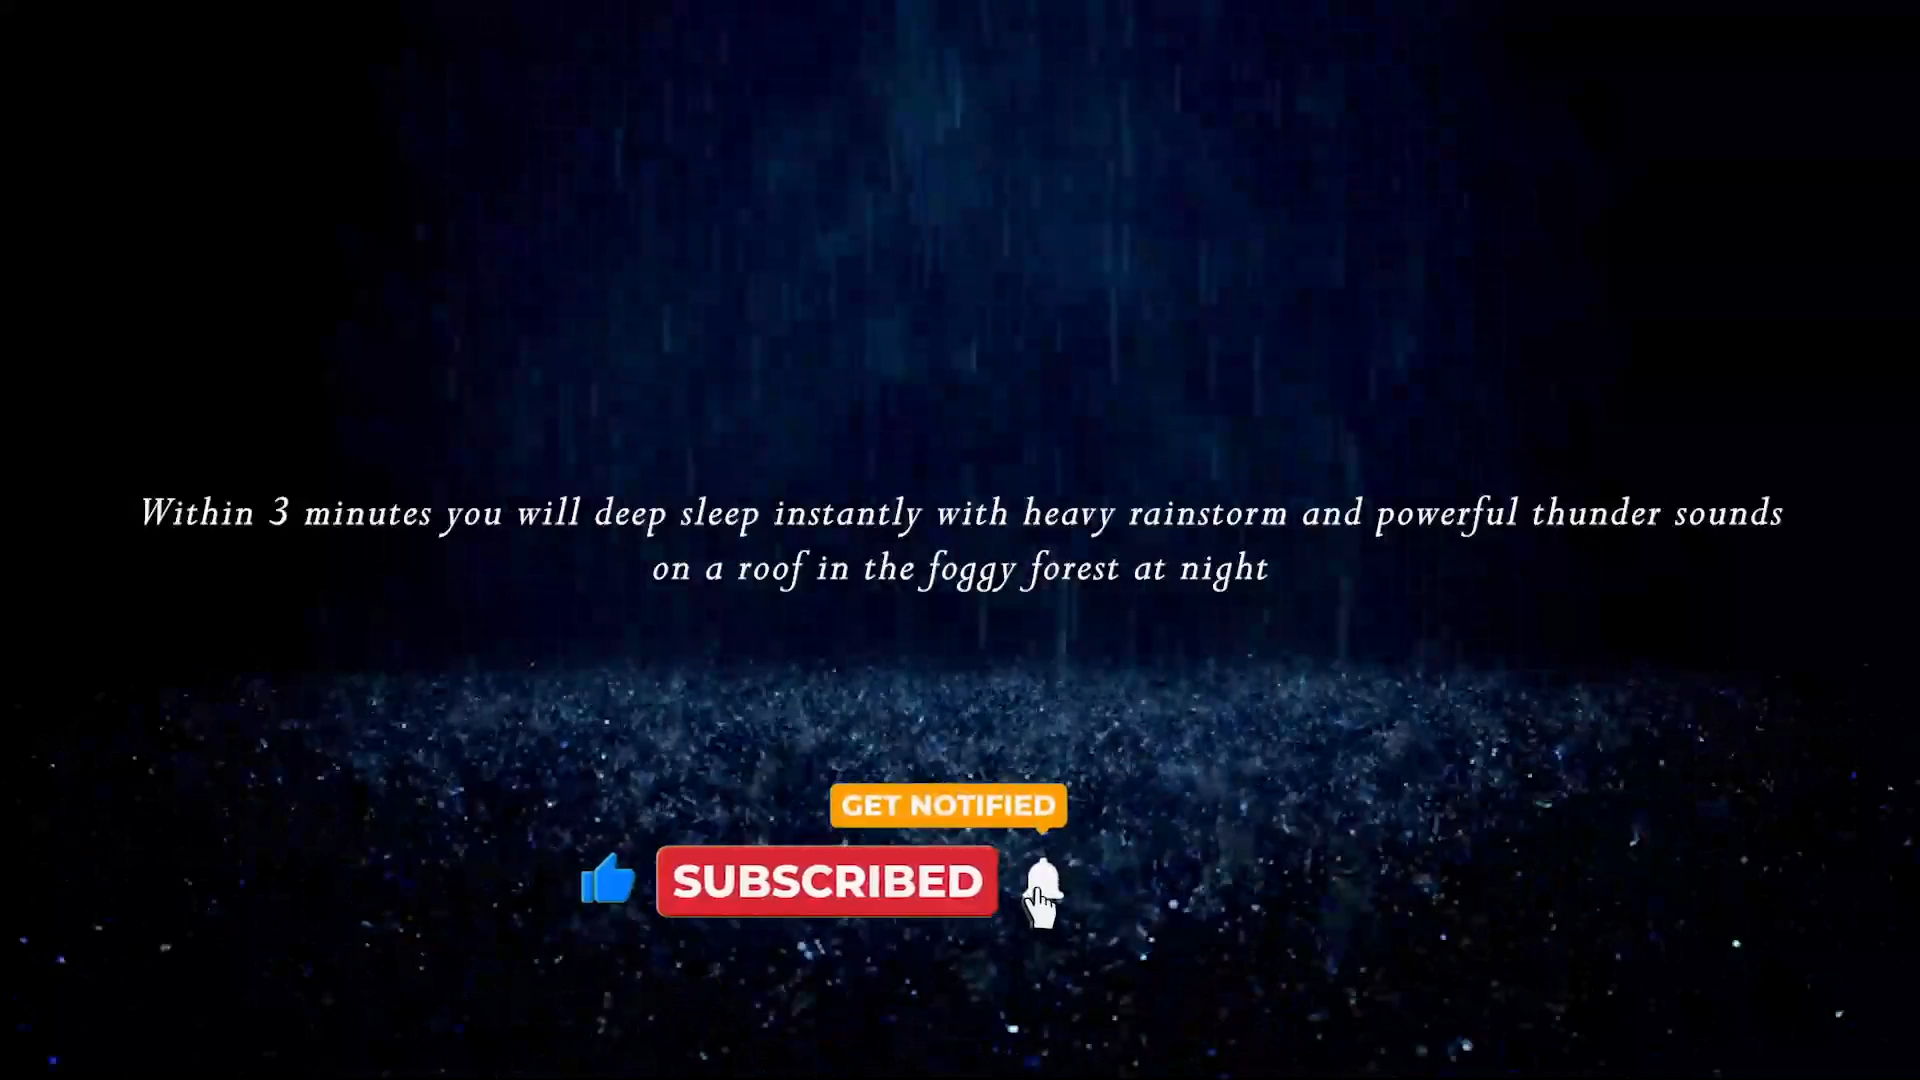 Within 3 minutes you will deep sleep instantly with heavy rainstorm and powerful thunder sounds
on a roof in the foggy forest at night
GET NOTIFIED
SUBSCRIBED